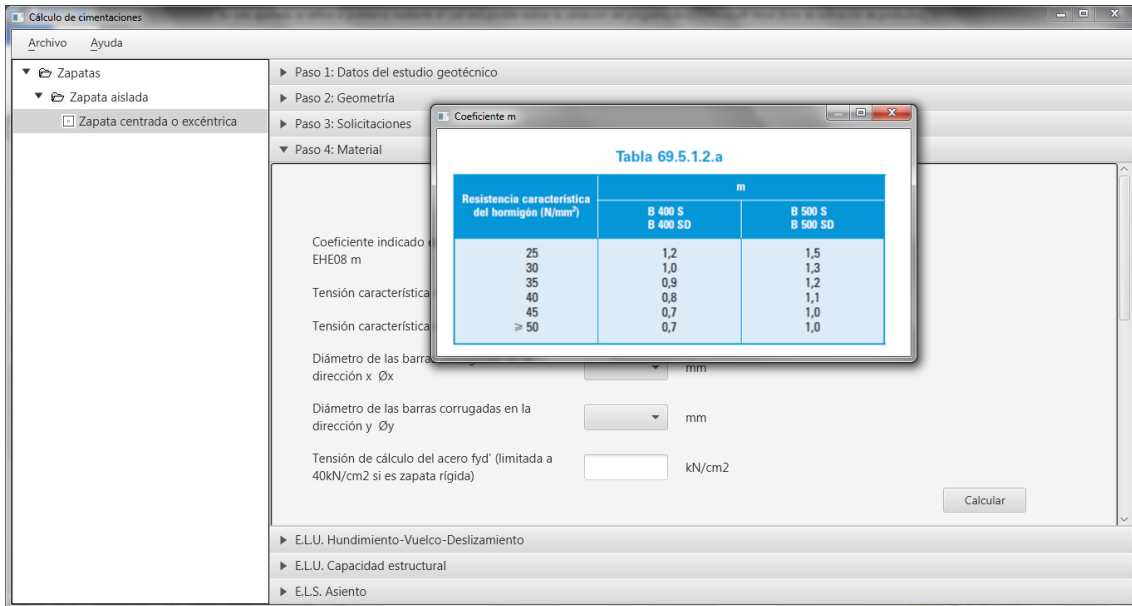 Cálculo de cimentaciones
Archivo Ayuda
Zapatas
Zapata aislada
Zapata centrada o excéntrica
Paso 1: Datos del estudio geotécnico
Paso 2: Geometría
Paso 3: Solicitaciones
Paso 4: Material
Coeficiente m
Tabla 69.5.1.2.a
Resistencia característica
del hormigón (N/mm²)
m
B 400 S
B 400 SD
B 500 S
B 500 SD
25 1,2 1,5
30 1,0 1,3
35 0,9 1,2
40 0,8 1,1
45 0,7 1,0
≥ 50 0,7 1,0
Coeficiente indicado
EHE08 m
Tensión característica
Tensión característica
Diámetro de las
dirección x Øx
mm
Diámetro de las barras corrugadas en la
dirección y Øy
mm
Tensión de cálculo del acero fyd' (limitada a
40kN/cm2 si es zapata rígida)
kN/cm2
Calcular
E.L.U. Hundimiento-Vuelco-Deslizamiento
E.L.U. Capacidad estructural
E.L.S. Asiento